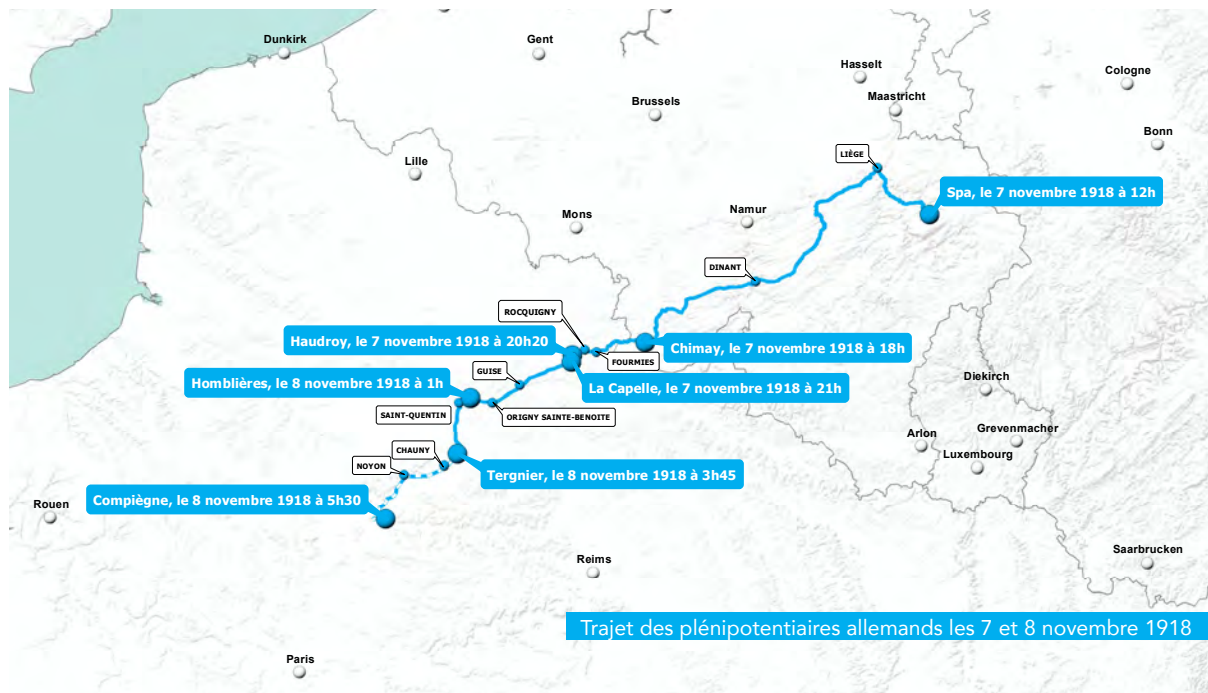 Dunkirk
Gent
Hasselt
Cologne
Maastricht
Brussels
Bonn
Lille
LIÈGE
Spa, le 7 novembre 1918 à 12h
Namur
Mons
DINANT
ROCQUIGNY
Haudroy, le 7 novembre 1918 à 20h20
Chimay, le 7 novembre 1918 à 18h
FOURMIES
GUISE
La Capelle, le 7 novembre 1918 à 21h
Homblières, le 8 novembre 1918 à 1h
Diekirch
SAINT-QUENTIN
ORIGNY SAINTE-BENOITE
Grevenmacher
Arlon
Luxembourg
CHAUNY
NOYON
Tergnier, le 8 novembre 1918 à 3h45
Compiègne, le 8 novembre 1918 à 5h30
Rouen
Reims
Saarbrucken
Trajet des plénipotentiaires allemands les 7 et 8 novembre 1918
Paris